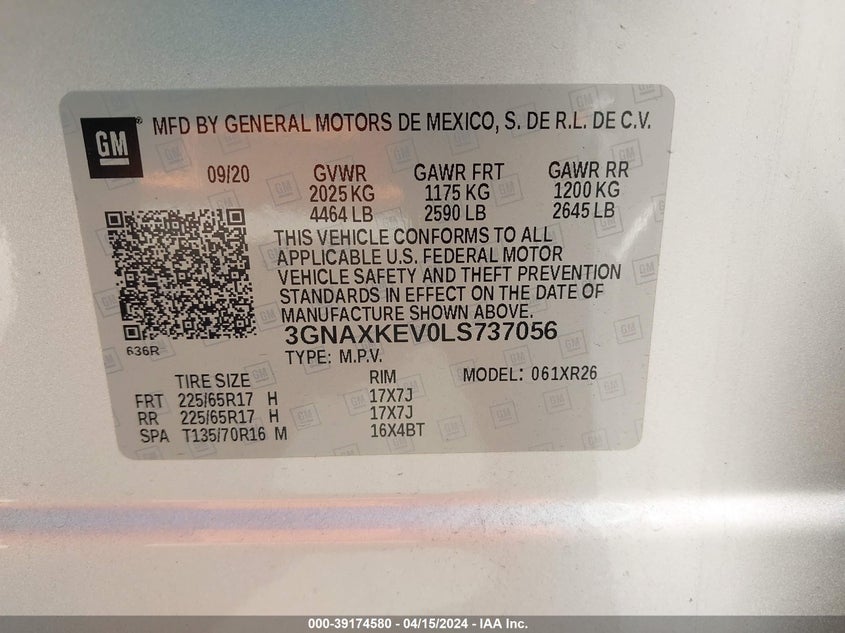 GM ® MFD BY GENERAL MOTORS DE MEXICO, S. DE R.L. DE C.V.
09/20 GVWR GAWR FRT GAWR RR
2025 KG 1175 KG 1200 KG
4464 LB 2590 LB 2645 LB
THIS VEHICLE CONFORMS TO ALL
APPLICABLE U.S. FEDERAL MOTOR
VEHICLE SAFETY AND THEFT PREVENTION
STANDARDS IN EFFECT ON THE DATE OF
MANUFACTURE SHOWN ABOVE.
3GNAXKEV0LS737056
636R
TYPE: M.P.V.
TIRE SIZE RIM MODEL: 061XR26
FRT 225/65R17 H 17X7J
RR 225/65R17 H 17X7J
SPA T135/70R16 M 16X4BT
000-39174580 - 04/15/2024 - IAA Inc.